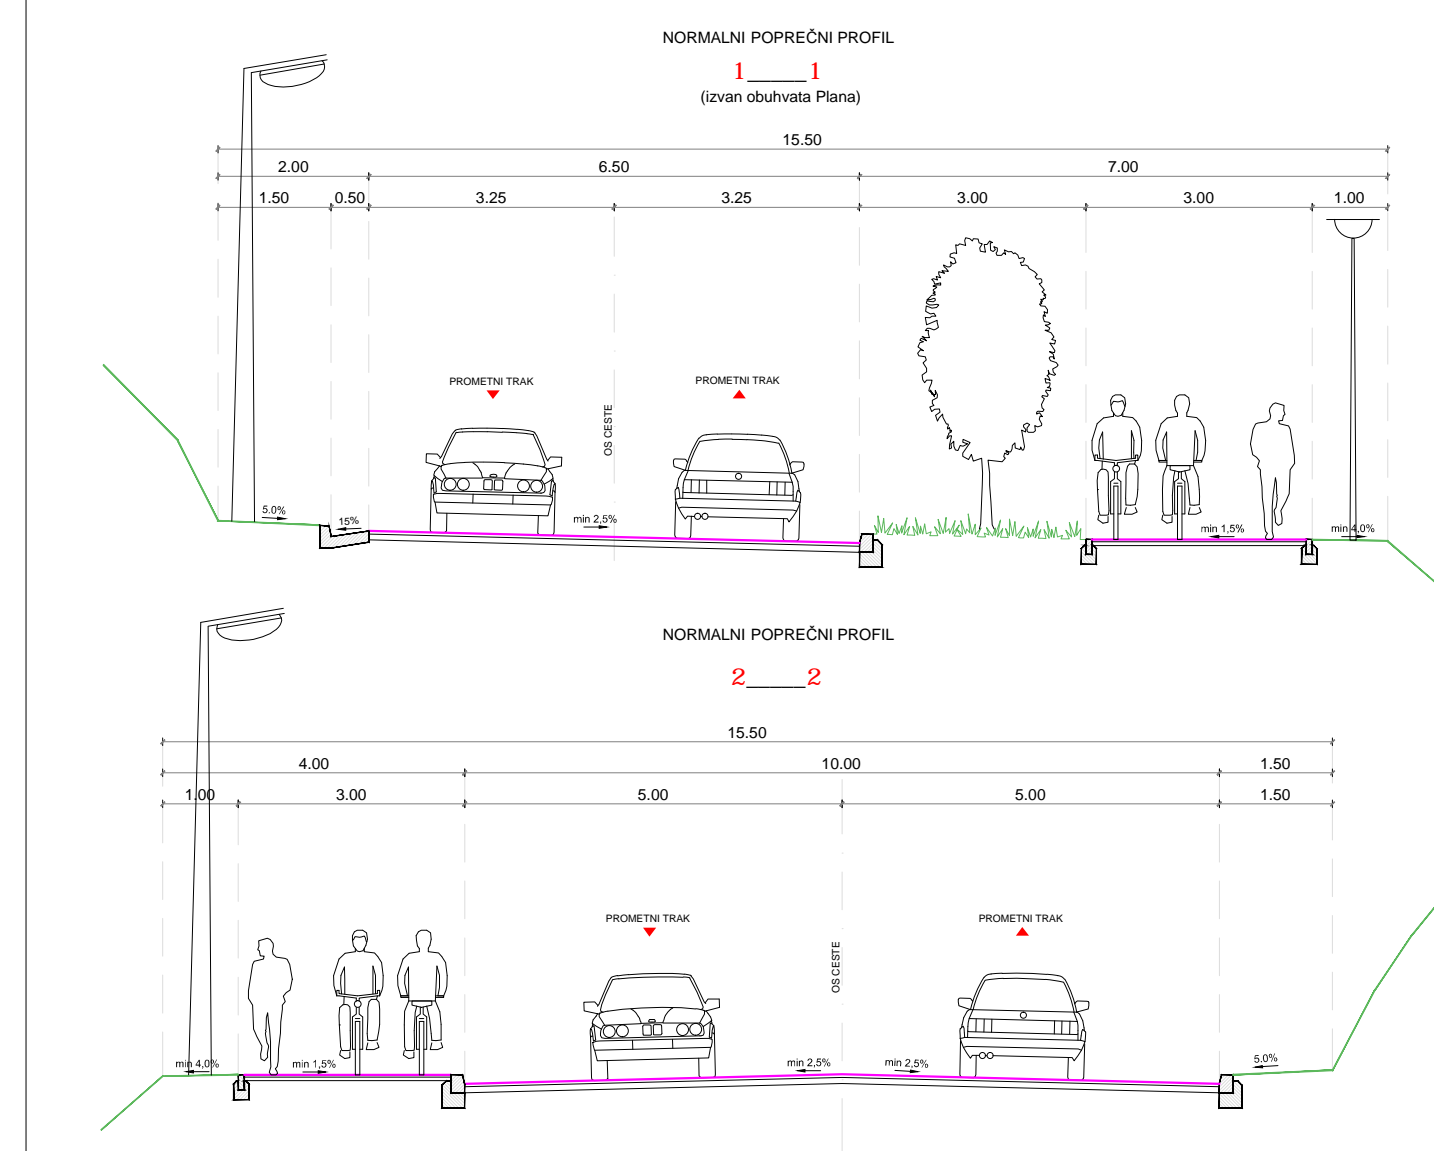 NORMALNI POPREČNI PROFIL
1_____1
(izvan obuhvata Plana)
15.50
2.00 6.50 7.00
1.50 0.50 3.25 3.25 3.00 3.00 1.00
PROMETNI TRAK PROMETNI TRAK
OS CESTE
5.0% 15% min 2,5% min 1,5% min 4,0%
NORMALNI POPREČNI PROFIL
2_____2
15.50
4.00 10.00 1.50
1.00 3.00 5.00 5.00 1.50
PROMETNI TRAK PROMETNI TRAK
OS CESTE
min 4,0% min 1,5% min 2,5% min 2,5% 5.0%